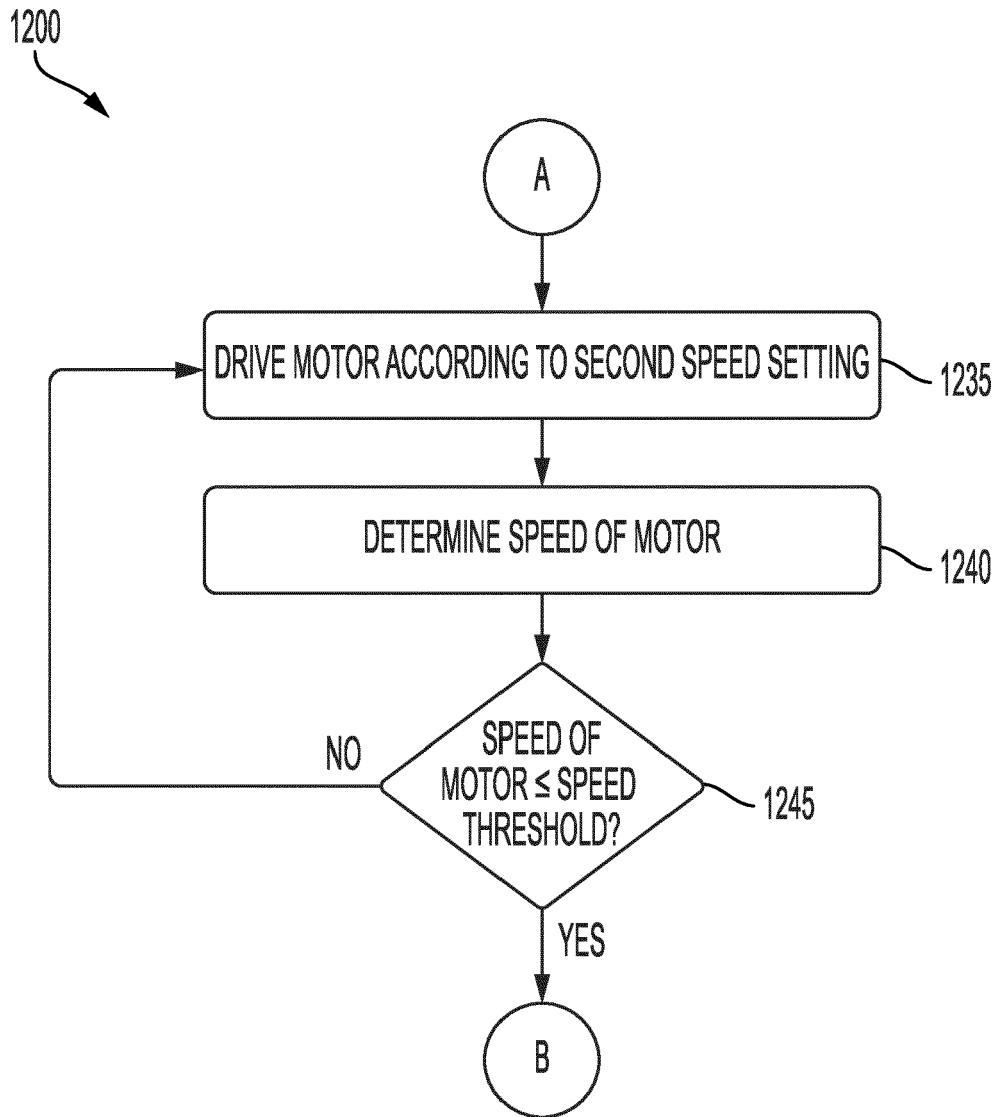 1200
A
DRIVE MOTOR ACCORDING TO SECOND SPEED SETTING
1235
DETERMINE SPEED OF MOTOR
1240
SPEED OF
MOTOR ≤ SPEED
THRESHOLD?
1245
NO
YES
B